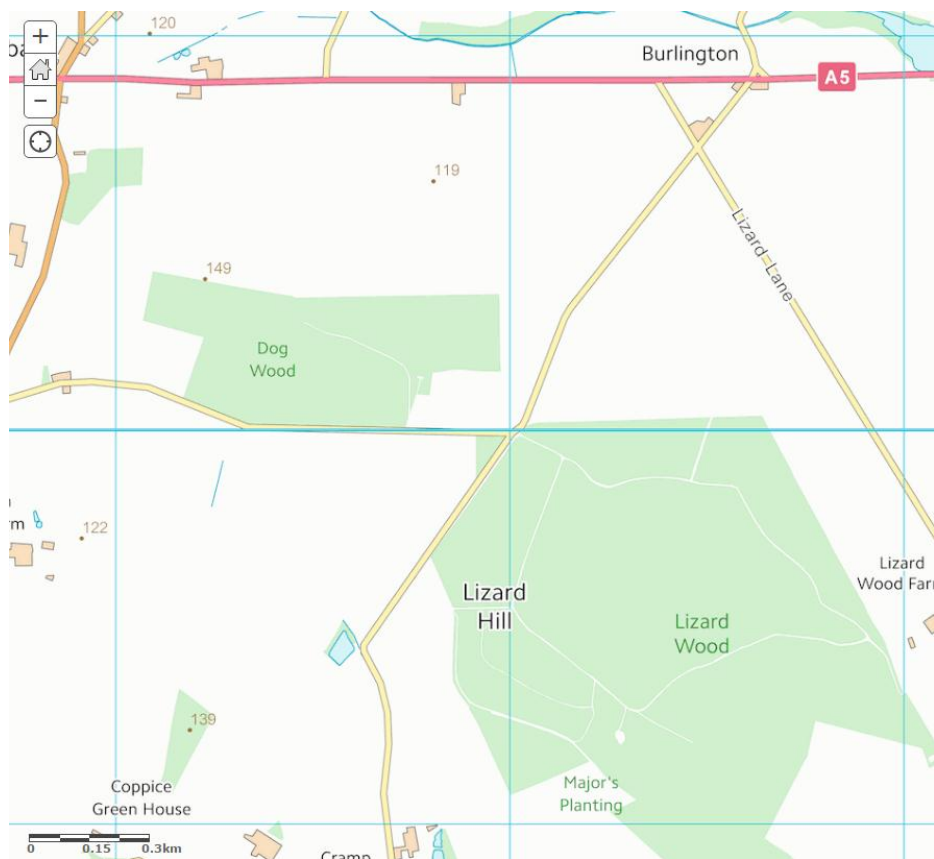 120
Burlington
A5
119
Lizard Lane
149
Dog
Wood
122
Lizard
Wood Farm
Lizard
Hill
Lizard
Wood
139
Coppice
Green House
Major's
Planting
Cramp
0 0.15 0.3km